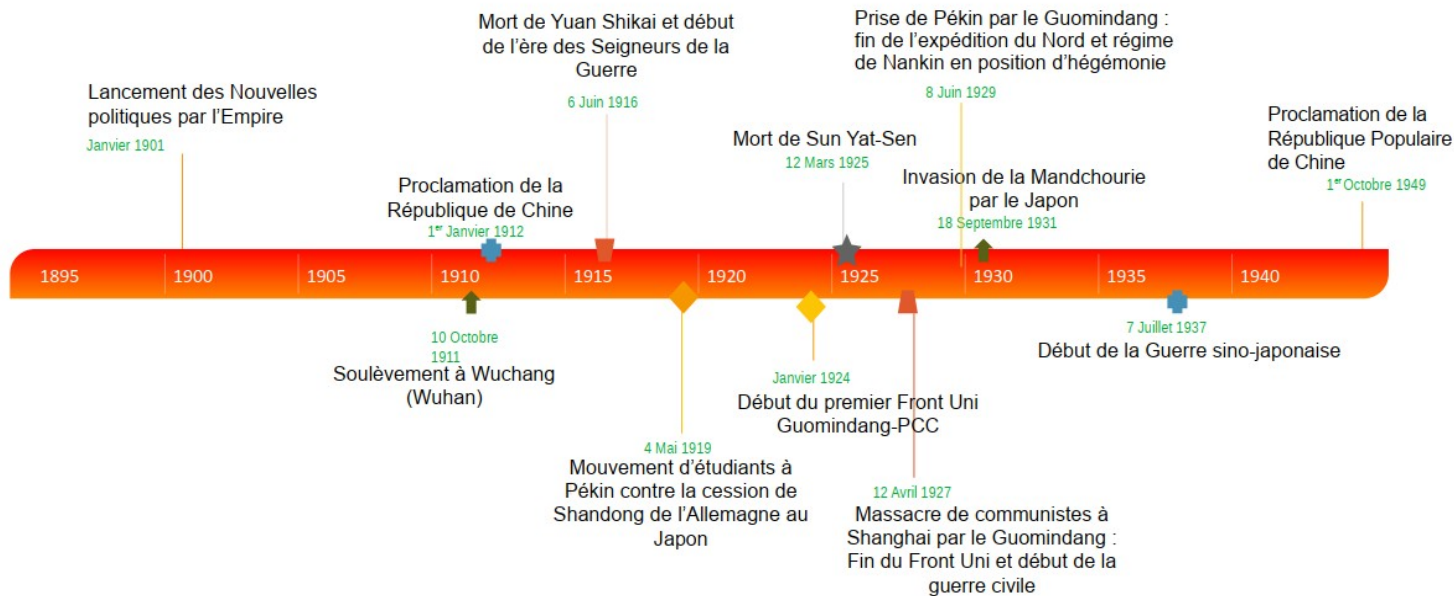 Lancement des Nouvelles
politiques par l'Empire
Janvier 1901
Mort de Yuan Shikai et début
de l'ère des Seigneurs de la
Guerre
6 Juin 1916
Prise de Pékin par le Guomindang :
fin de l'expédition du Nord et régime
de Nankin en position d'hégémonie
8 Juin 1929
Proclamation de la
République de Chine
1er Janvier 1912
Mort de Sun Yat-Sen
12 Mars 1925
Invasion de la Mandchourie
par le Japon
18 Septembre 1931
Proclamation de la
République Populaire
de Chine
1er Octobre 1949
1895 1900 1905 1910 1915 1920 1925 1930 1935 1940
10 Octobre
1911
Soulèvement à Wuchang
(Wuhan)
4 Mai 1919
Mouvement d'étudiants à
Pékin contre la cession de
Shandong de l'Allemagne au
Japon
Janvier 1924
Début du premier Front Uni
Guomindang-PCC
12 Avril 1927
Massacre de communistes à
Shanghai par le Guomindang :
Fin du Front Uni et début de la
guerre civile
7 Juillet 1937
Début de la Guerre sino-japonaise